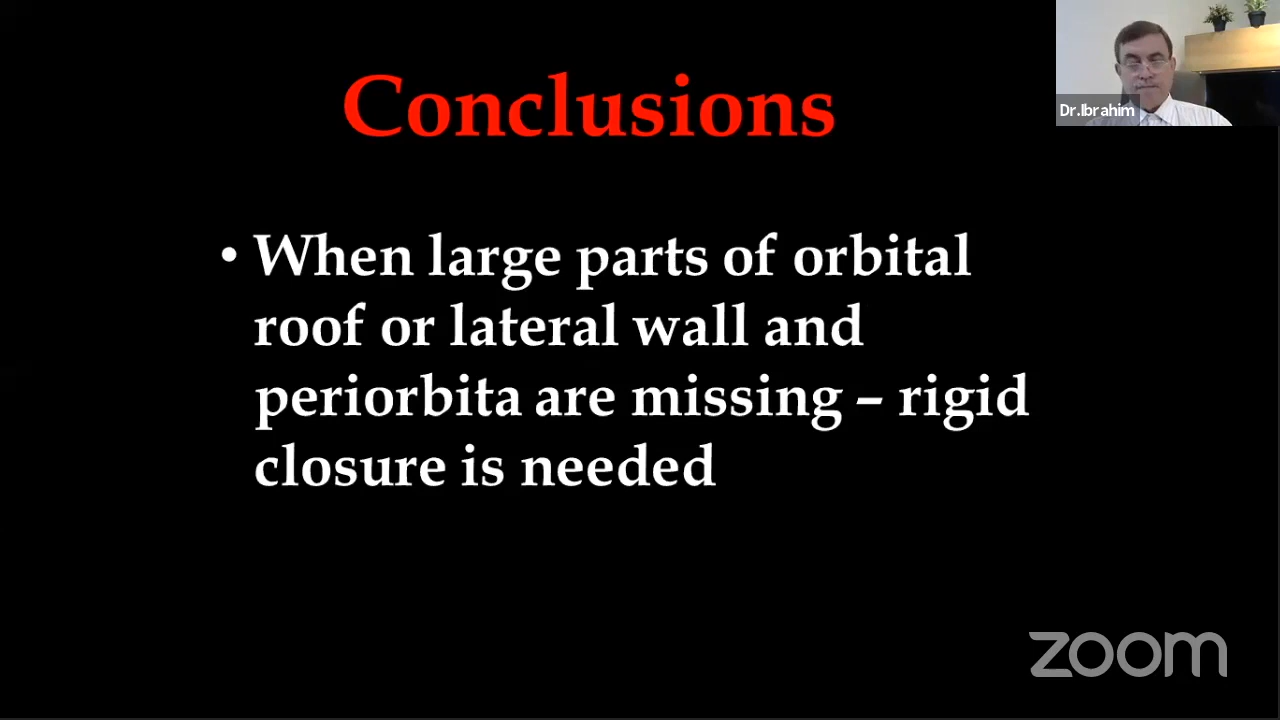 Conclusions
Dr.Ibrahim
• When large parts of orbital
roof or lateral wall and
periorbita are missing – rigid
closure is needed
zoom